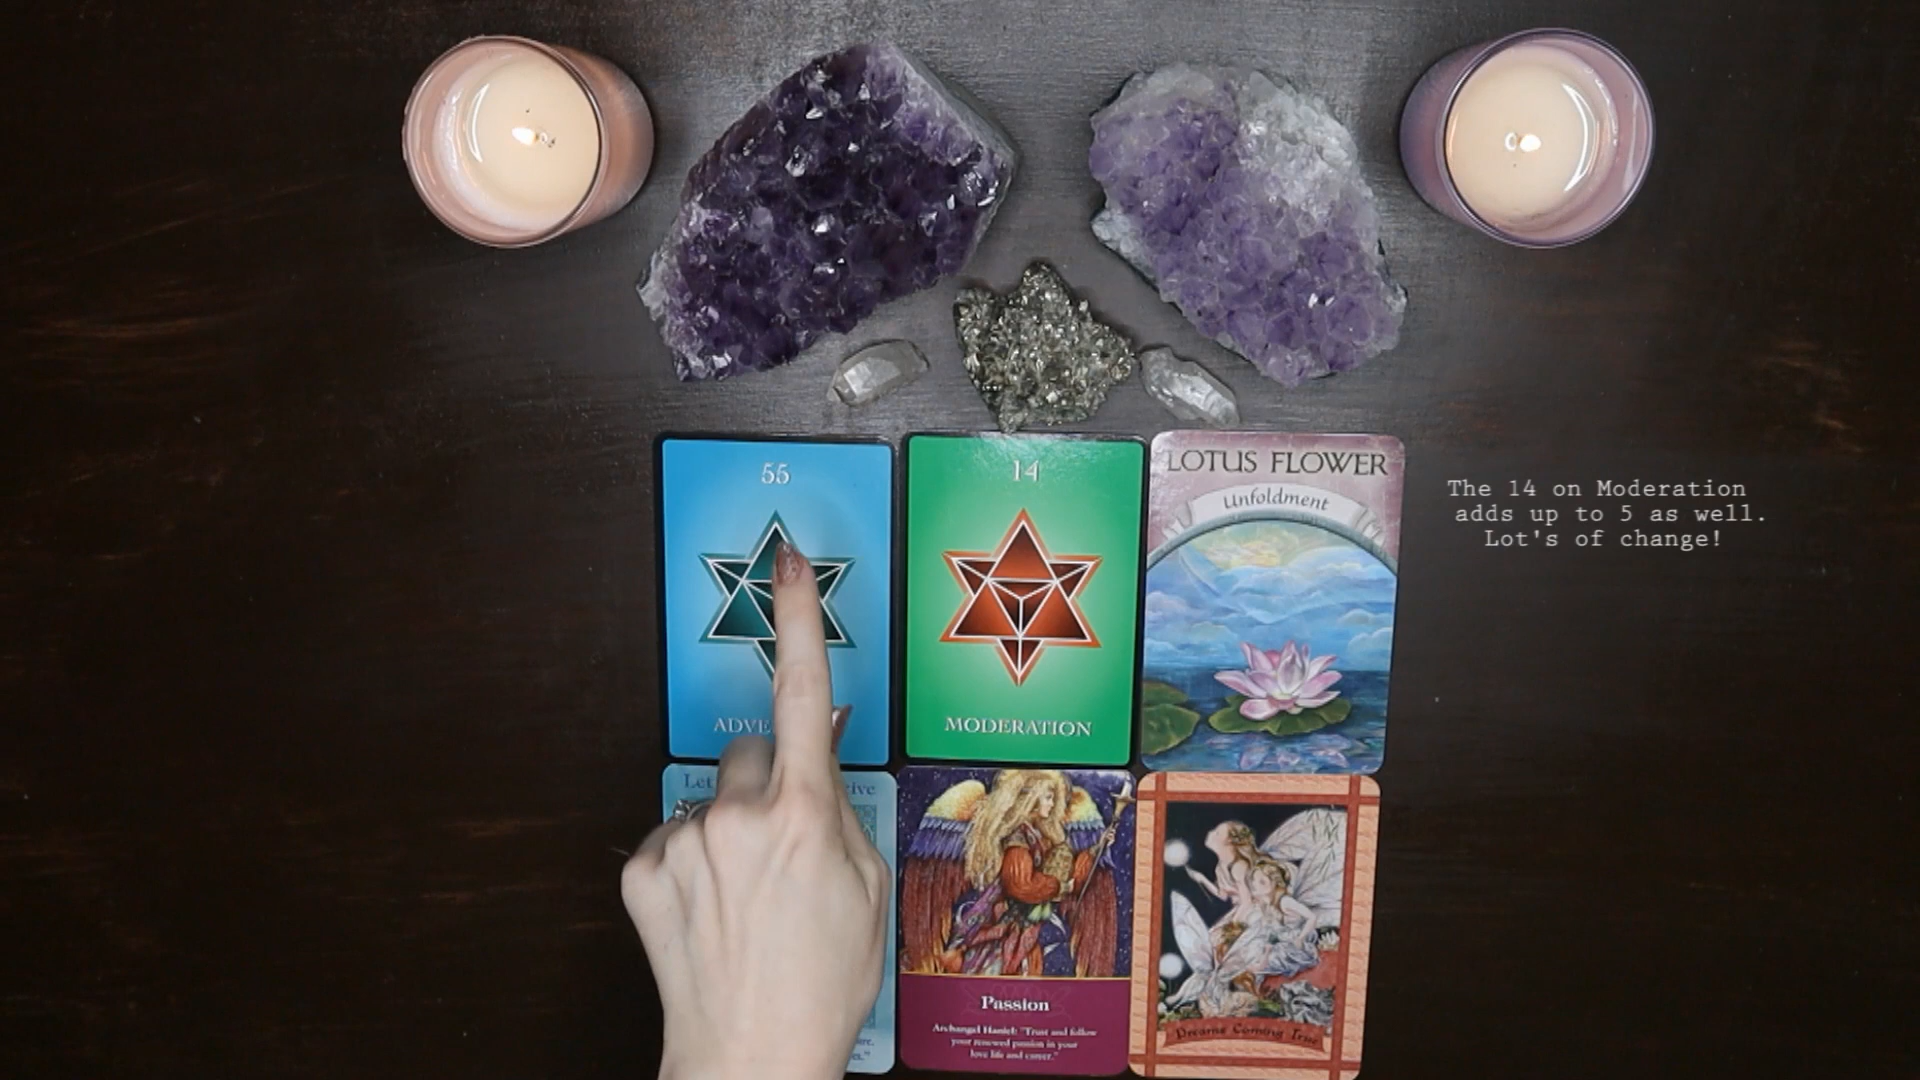 55
14
LOTUS FLOWER
Unfoldment
The 14 on Moderation
adds up to 5 as well.
Lot's of change!
MODERATION
Let
Passion
Archangel Haniel: "Trust and follow
your renewed passion in your
love life and career."
Dreams Coming True